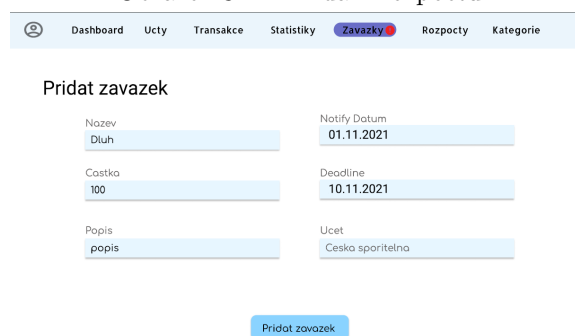 Dashboard Ucty Transakce Statistiky Zavazky Rozpocty Kategorie
Pridat zavazek
Nazev Notify Datum
Dluh 01.11.2021
Castka Deadline
100 10.11.2021
Popis Ucet
popis Ceska sporitelna
Pridat zavazek